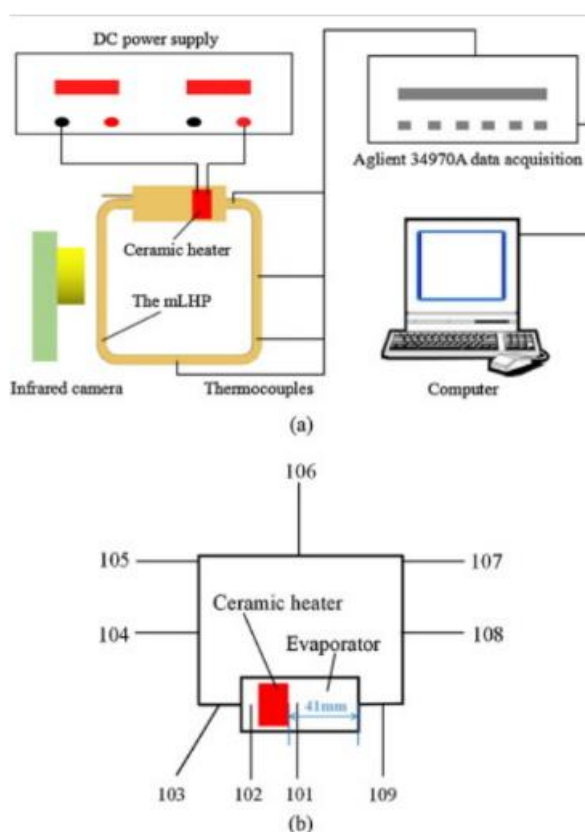 DC power supply
Aglient 34970A data acquisition
Ceramic heater
The mLHP
Infrared camera
Thermocouples
Computer
(a)
106
105
107
Ceramic heater
104
108
Evaporator
41mm
103
102
101
109
(b)